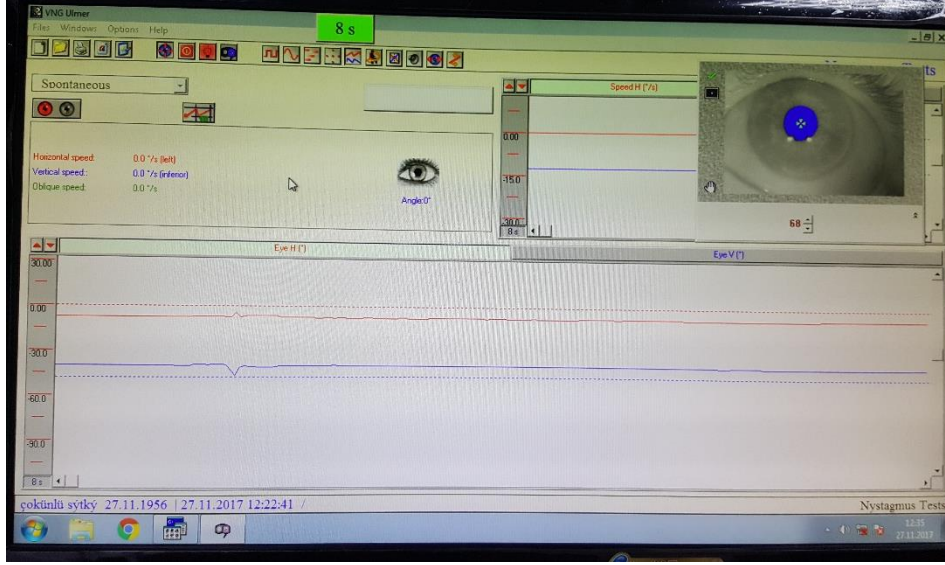 VNG Ulmer
8 s
Files Windows Options Help
ts
Spontaneous
Speed H (°/s)
0.00
-15.0
-30.0
8 s
Horizontal speed: 0.0 °/s (left)
Vertical speed: 0.0 °/s (inferior)
Oblique speed: 0.0 °/s
Angle:0°
68
Eye H (°)
Eye V (°)
30.00
0.00
-30.0
-60.0
-90.0
8 s
çokünlü sýtký 27.11.1956 | 27.11.2017 12:22:41 /
Nystagmus Tests
12:35
27.11.2017